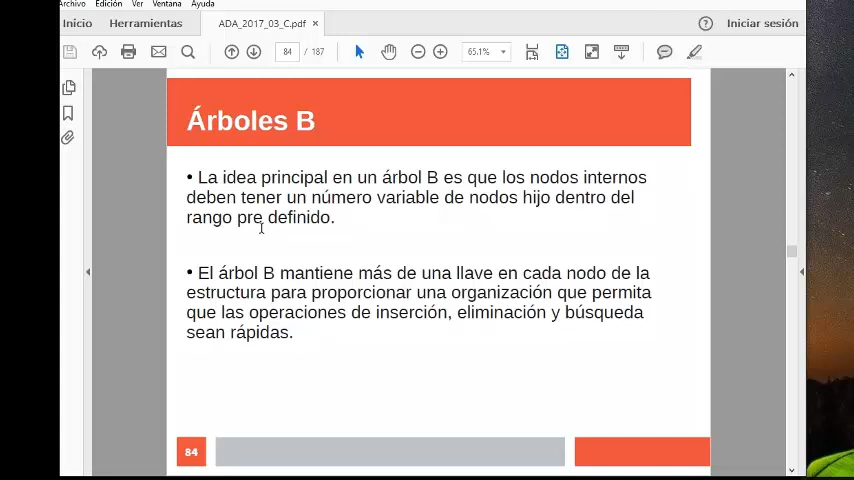 Archivo Edición Ver Ventana Ayuda
Inicio Herramientas ADA_2017_03_C.pdf × ? Iniciar sesión
84 / 187 65.1%
Árboles B
• La idea principal en un árbol B es que los nodos internos
deben tener un número variable de nodos hijo dentro del
rango pre definido.
• El árbol B mantiene más de una llave en cada nodo de la
estructura para proporcionar una organización que permita
que las operaciones de inserción, eliminación y búsqueda
sean rápidas.
84